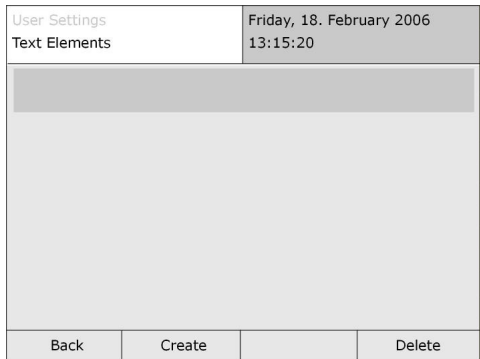 User Settings
Text Elements
Friday, 18. February 2006
13:15:20
Back
Create
Delete